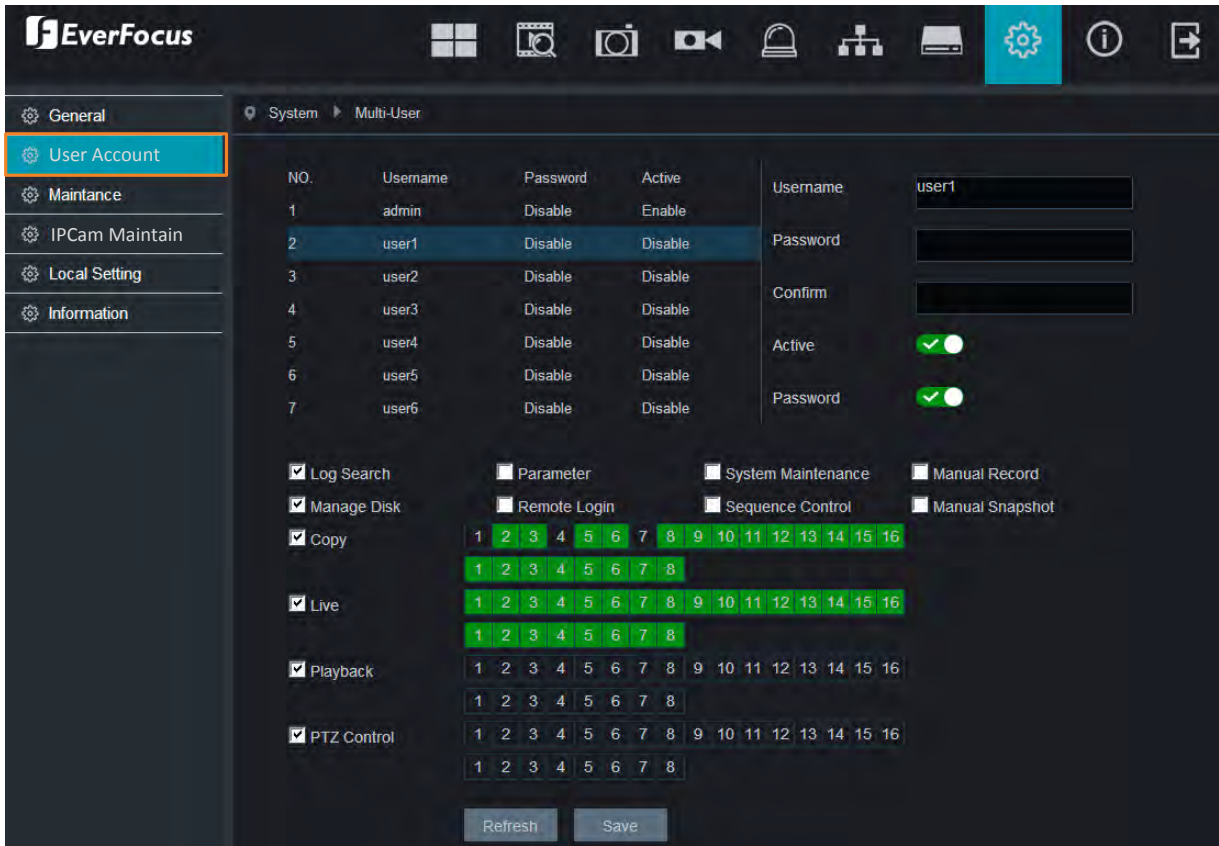 EverFocus
General
User Account
Maintance
IPCam Maintain
Local Setting
Information
System Multi-User
NO. Username Password Active
1 admin Disable Enable
2 user1 Disable Disable
3 user2 Disable Disable
4 user3 Disable Disable
5 user4 Disable Disable
6 user5 Disable Disable
7 user6 Disable Disable
Username user1
Password
Confirm
Active
Password
Log Search Parameter System Maintenance Manual Record
Manage Disk Remote Login Sequence Control Manual Snapshot
Copy 1 2 3 4 5 6 7 8 9 10 11 12 13 14 15 16
1 2 3 4 5 6 7 8
Live 1 2 3 4 5 6 7 8 9 10 11 12 13 14 15 16
1 2 3 4 5 6 7 8
Playback 1 2 3 4 5 6 7 8 9 10 11 12 13 14 15 16
1 2 3 4 5 6 7 8
PTZ Control 1 2 3 4 5 6 7 8 9 10 11 12 13 14 15 16
1 2 3 4 5 6 7 8
Refresh Save